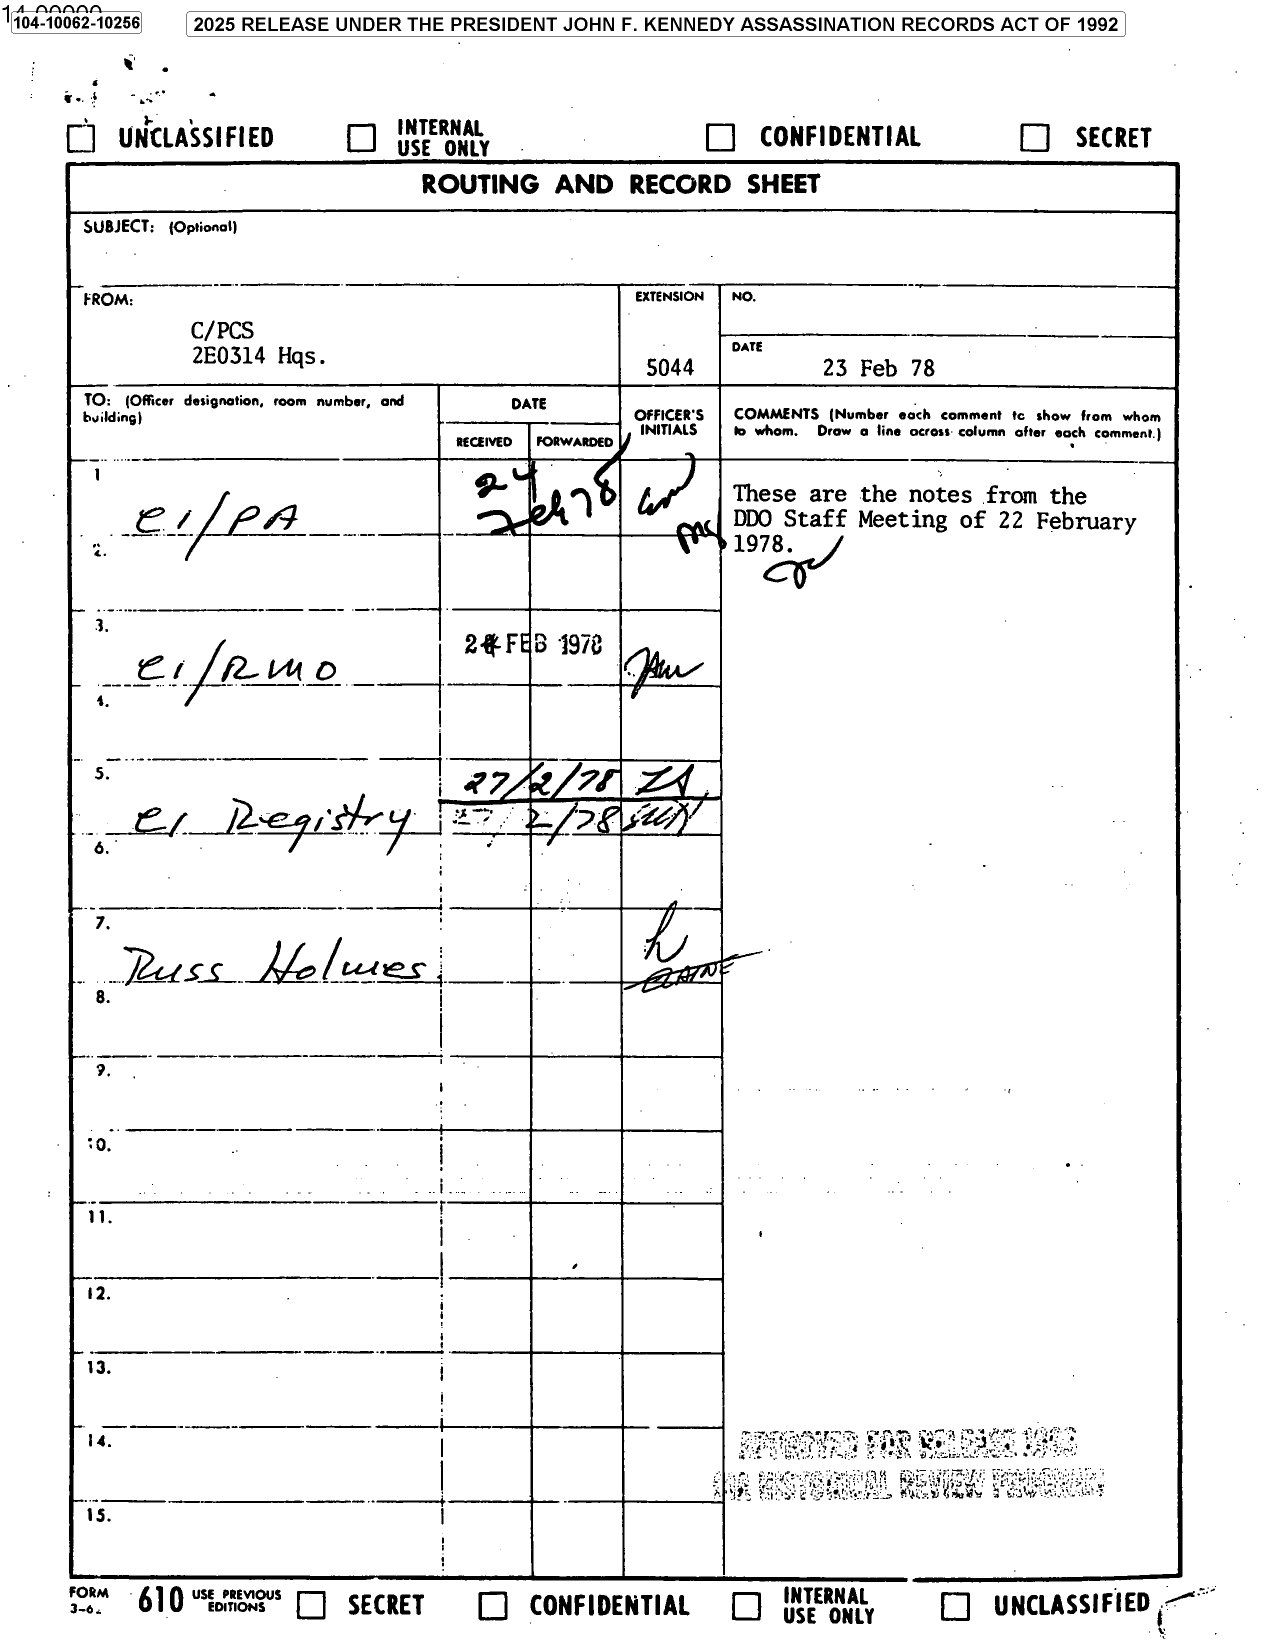 104-10062-10256
2025 RELEASE UNDER THE PRESIDENT JOHN F. KENNEDY ASSASSINATION RECORDS ACT OF 1992
UNCLASSIFIED INTERNAL USE ONLY CONFIDENTIAL SECRET
ROUTING AND RECORD SHEET
SUBJECT: (Optional)
FROM:
C/PCS
2E0314 Hqs.
EXTENSION
5044
NO.
DATE
23 Feb 78
TO: (Officer designation, room number, and
building)
DATE
RECEIVED FORWARDED
OFFICER'S
INITIALS
COMMENTS (Number each comment to show from whom
to whom. Draw a line across column after each comment.)
1
CI/PA
24
Feb 78
These are the notes from the
DDO Staff Meeting of 22 February
1978.
2.
3.
CI/RMO
FEB 1978
4.
5.
27/2/78
CI Registry
27/2/78
6.
7.
Russ Holmes
ELAINE
8.
9.
10.
11.
12.
13.
14.
APPROVED FOR RELEASE 1993
CIA HISTORICAL REVIEW PROGRAM
15.
FORM
3-62
610 USE PREVIOUS
EDITIONS
SECRET CONFIDENTIAL INTERNAL USE ONLY UNCLASSIFIED